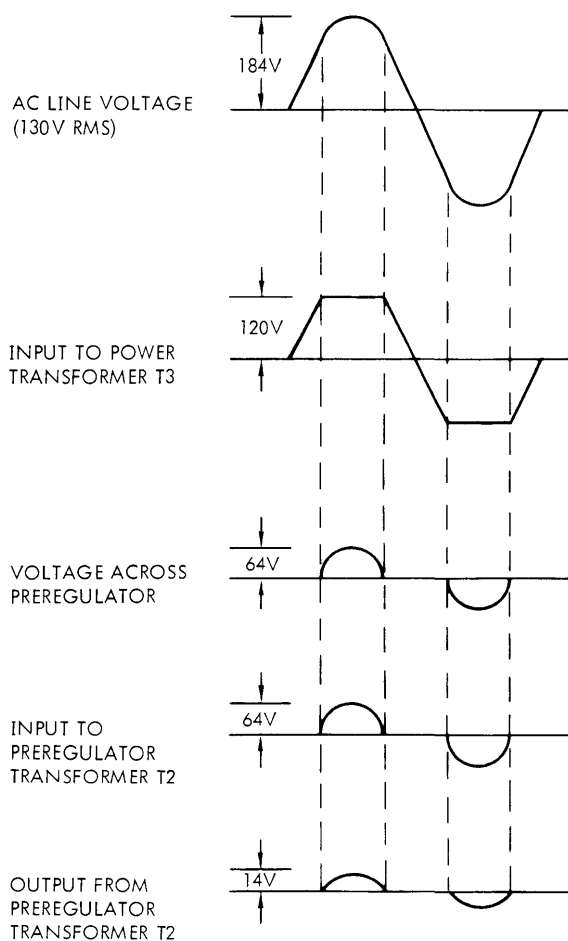 184V
AC LINE VOLTAGE
(130V RMS)
120V
INPUT TO POWER
TRANSFORMER T3
64V
VOLTAGE ACROSS
PREREGULATOR
64V
INPUT TO
PREREGULATOR
TRANSFORMER T2
14V
OUTPUT FROM
PREREGULATOR
TRANSFORMER T2